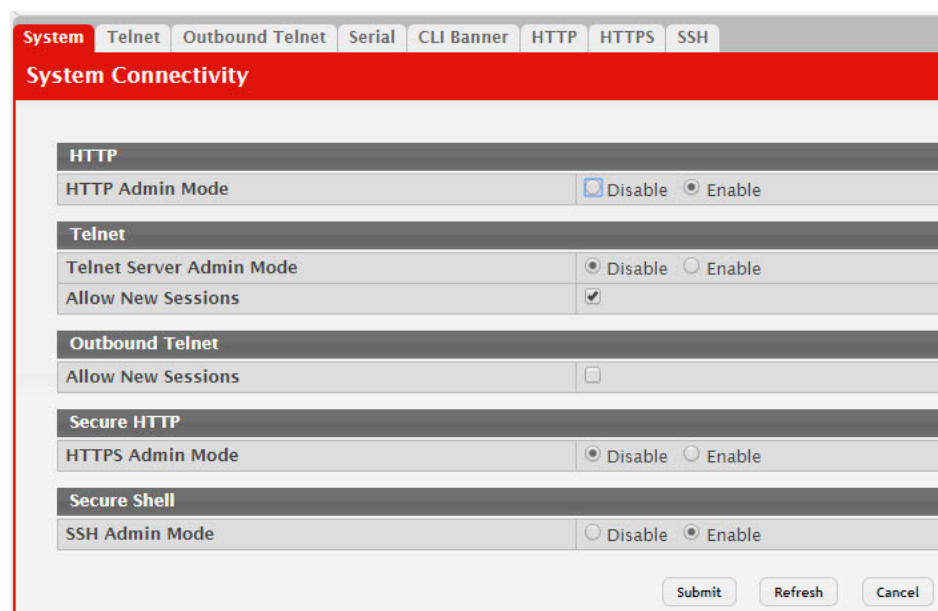 System Telnet Outbound Telnet Serial CLI Banner HTTP HTTPS SSH
System Connectivity
HTTP
HTTP Admin Mode Disable Enable
Telnet
Telnet Server Admin Mode Disable Enable
Allow New Sessions
Outbound Telnet
Allow New Sessions
Secure HTTP
HTTPS Admin Mode Disable Enable
Secure Shell
SSH Admin Mode Disable Enable
Submit Refresh Cancel